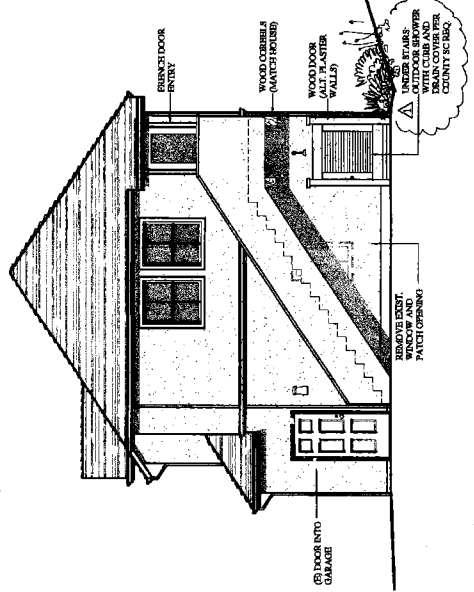 FRENCH DOOR
ENTRY
WOOD CORBELS
(MATCH HOUSE)
WOOD DOOR
(ALT. PLASTER
WALLS)
UNDER STAIRS:
OUTDOOR SHOWER
WITH CURB AND
DRAIN COVER PER
COUNTY SC REQ.
REMOVE EXIST.
WINDOW AND
PATCH OPENING
(E) DOOR INTO
GARAGE